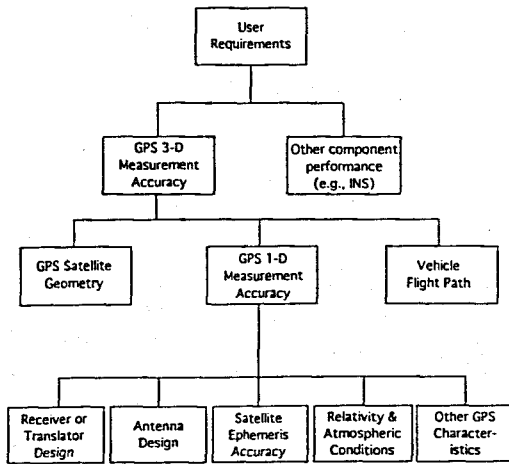 User
Requirements
GPS 3-D
Measurement
Accuracy
Other component
performance
(e.g., INS)
GPS Satellite
Geometry
GPS 1-D
Measurement
Accuracy
Vehicle
Flight Path
Receiver or
Translator
Design
Antenna
Design
Satellite
Ephemeris
Accuracy
Relativity &
Atmospheric
Conditions
Other GPS
Character-
istics